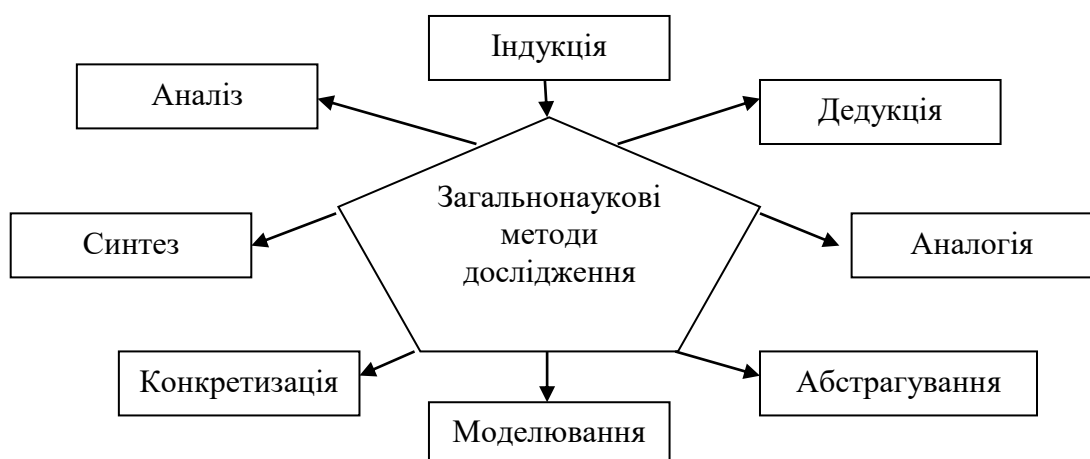 Індукція
Аналіз
Дедукція
Загальнонаукові
методи
дослідження
Синтез
Аналогія
Конкретизація
Абстрагування
Моделювання